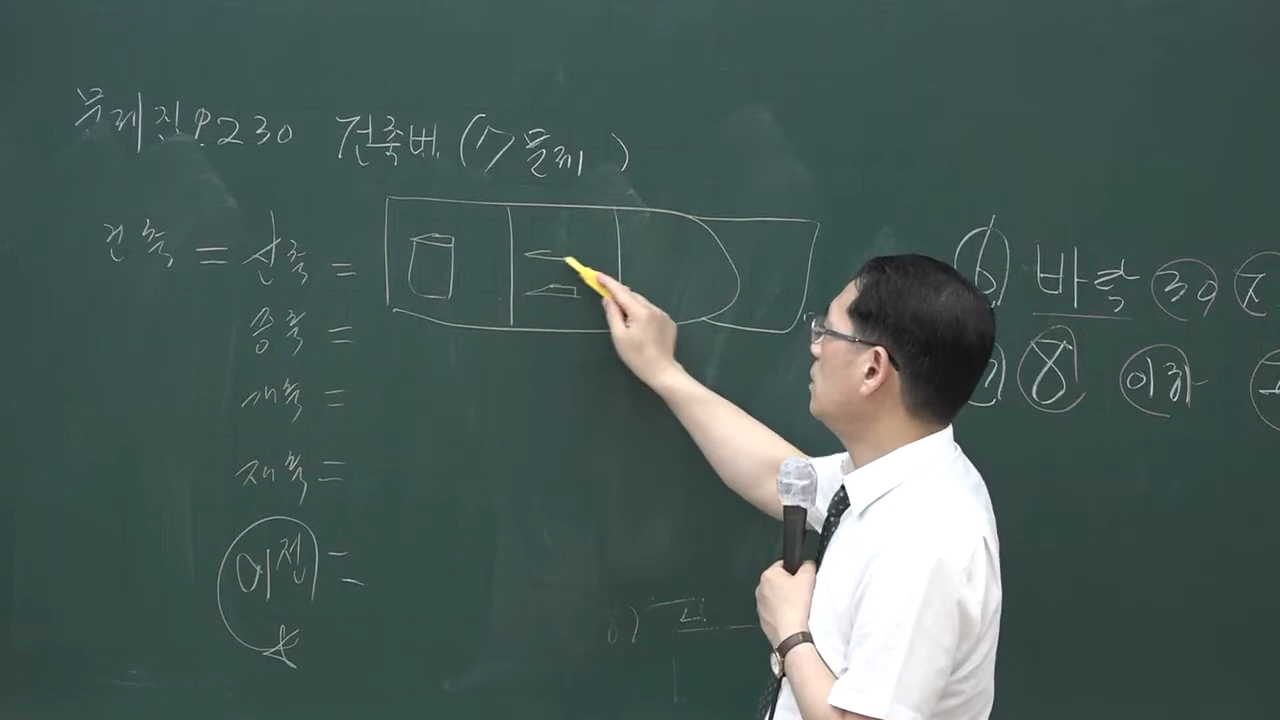 문제집 P.230 건축법 (17문제)
건축 = 신축 =
증축 =
개축 =
재축 =
이전 =
바닥 30
8 이하